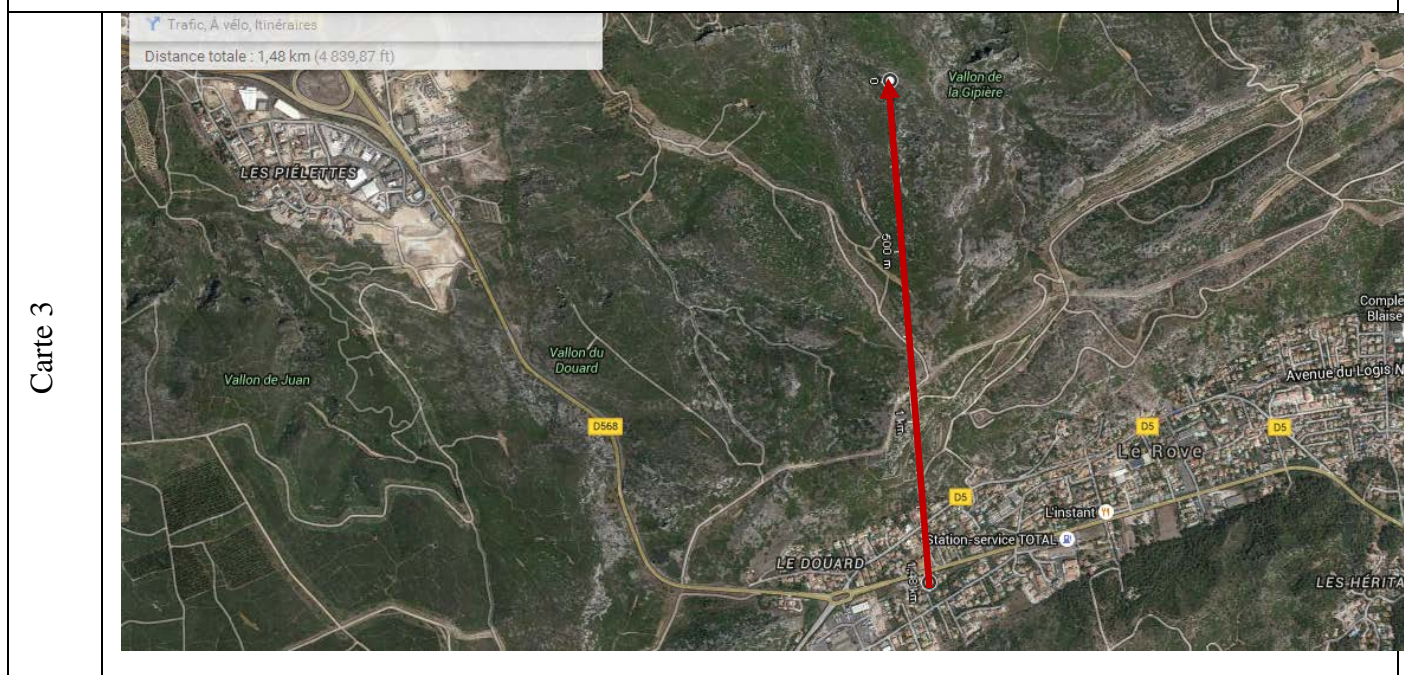 Carte 3
Trafic, À vélo, Itinéraires
Distance totale : 1,48 km (4 839,87 ft)
0
Vallon de
la Gipière
LES PIÉLETTES
500 m
Vallon du
Douard
Vallon de Juan
Comple
Blaise
Avenue du Logis N
D568
1 km
D5
D5
Le Rove
D5
L'instant
Station-service TOTAL
LE DOUARD
1,48 km
LES HÉRITA